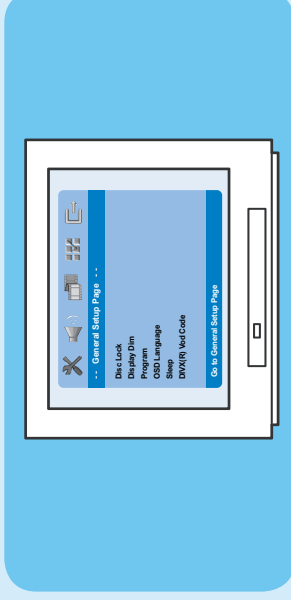 - - General Setup Page - -
Disc Lock
Display Dim
Program
OSD Language
Sleep
DIVX(R) Vod Code
Go to General Setup Page